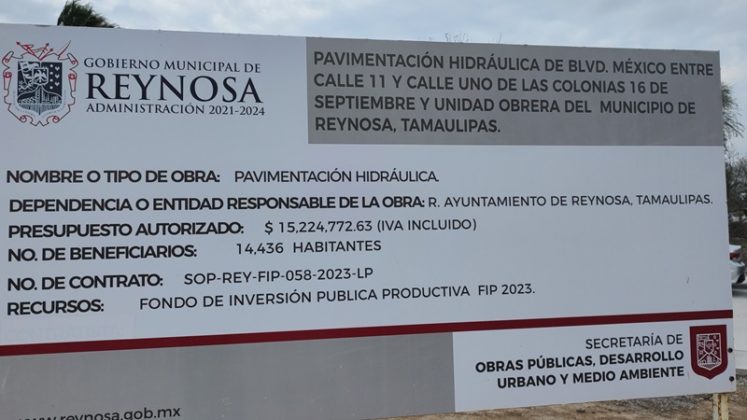 GOBIERNO MUNICIPAL DE
REYNOSA
ADMINISTRACIÓN 2021-2024
PAVIMENTACIÓN HIDRÁULICA DE BLVD. MÉXICO ENTRE
CALLE 11 Y CALLE UNO DE LAS COLONIAS 16 DE
SEPTIEMBRE Y UNIDAD OBRERA DEL MUNICIPIO DE
REYNOSA, TAMAULIPAS.
NOMBRE O TIPO DE OBRA: PAVIMENTACIÓN HIDRÁULICA.
DEPENDENCIA O ENTIDAD RESPONSABLE DE LA OBRA: R. AYUNTAMIENTO DE REYNOSA, TAMAULIPAS.
PRESUPUESTO AUTORIZADO: $ 15,224,772.63 (IVA INCLUIDO)
NO. DE BENEFICIARIOS: 14,436 HABITANTES
NO. DE CONTRATO: SOP-REY-FIP-058-2023-LP
RECURSOS: FONDO DE INVERSIÓN PUBLICA PRODUCTIVA FIP 2023.
SECRETARÍA DE
OBRAS PÚBLICAS, DESARROLLO
URBANO Y MEDIO AMBIENTE
www.reynosa.gob.mx